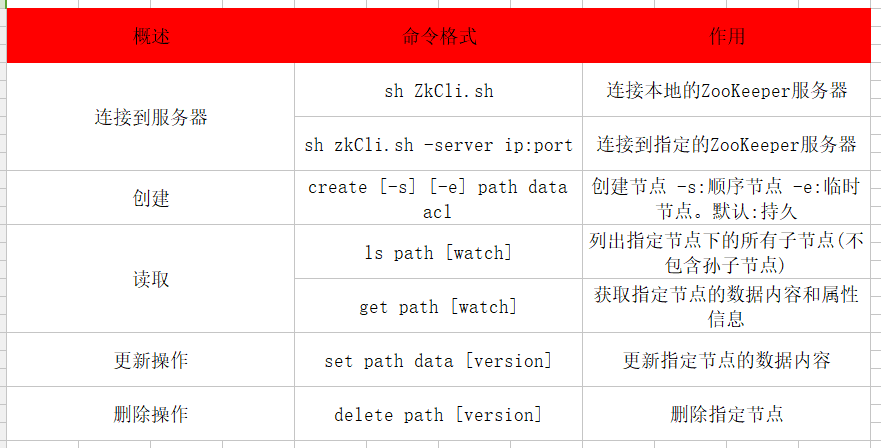 概述 命令格式 作用
连接到服务器
sh ZkCli.sh 连接本地的ZooKeeper服务器
sh zkCli.sh -server ip:port 连接到指定的ZooKeeper服务器
创建
create [-s] [-e] path data
acl
创建节点 -s:顺序节点 -e:临时
节点。默认:持久
读取
ls path [watch]
列出指定节点下的所有子节点(不
包含孙子节点)
get path [watch]
获取指定节点的数据内容和属性
信息
更新操作 set path data [version] 更新指定节点的数据内容
删除操作 delete path [version] 删除指定节点